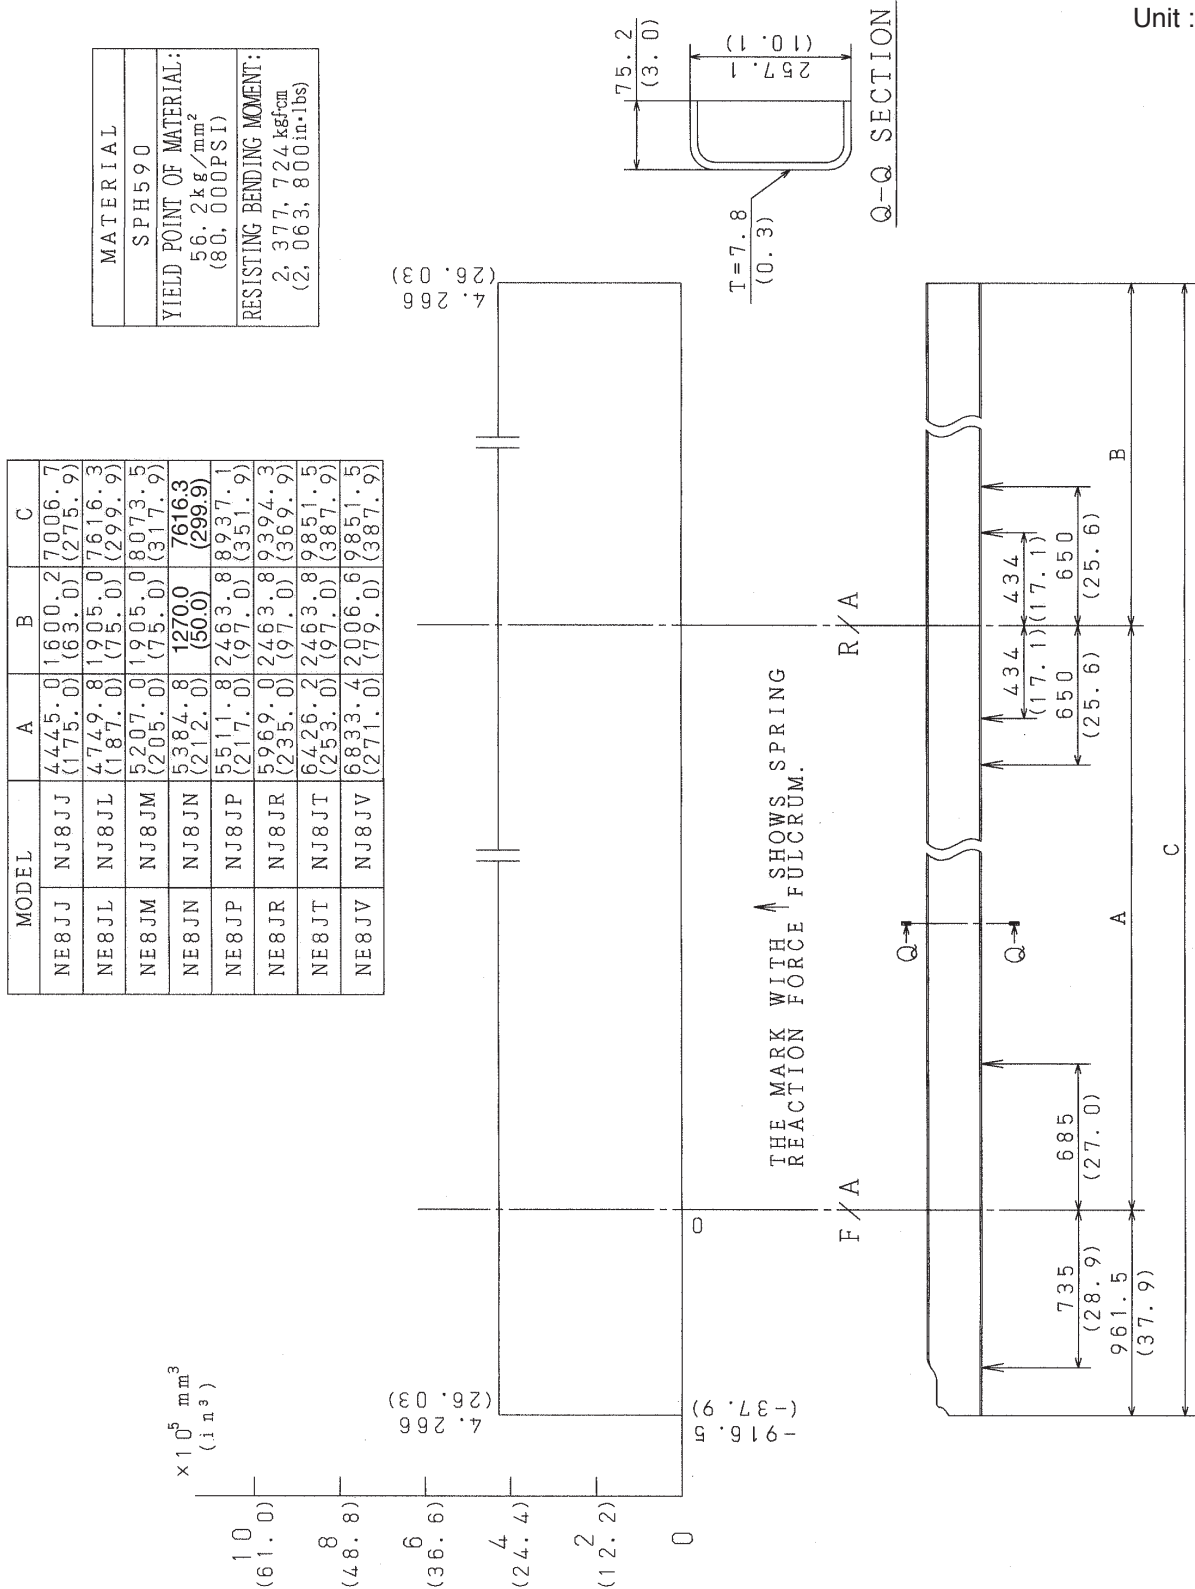 Unit :
MATERIAL
SPH590
YIELD POINT OF MATERIAL:
56.2kg/mm²
(80,000PSI)
RESISTING BENDING MOMENT:
2,377,724kgf·cm
(2,063,800in·lbs)
MODEL A B C
NE8JJ NJ8JJ 4445.0 1600.2 7006.7
(175.0) (63.0) (275.9)
NE8JL NJ8JL 4749.8 1905.0 7616.3
(187.0) (75.0) (299.9)
NE8JM NJ8JM 5207.0 1905.0 8073.5
(205.0) (75.0) (317.9)
NE8JN NJ8JN 5384.8 1270.0 7616.3
(212.0) (50.0) (299.9)
NE8JP NJ8JP 5511.8 2463.8 8937.1
(217.0) (97.0) (351.9)
NE8JR NJ8JR 5969.0 2463.8 9394.3
(235.0) (97.0) (369.9)
NE8JT NJ8JT 6426.2 2463.8 9851.5
(253.0) (97.0) (387.9)
NE8JV NJ8JV 6833.4 2006.6 9851.5
(271.0) (79.0) (387.9)
×10⁵ mm³
(in³)
10
(61.0)
8
(48.8)
6
(36.6)
4
(24.4)
2
(12.2)
0
4.266
(26.03)
4.266
(26.03)
-916.5
(-37.9)
0
75.2
(3.0)
257.1
(10.1)
T=7.8
(0.3)
Q-Q SECTION
THE MARK WITH ↑ SHOWS SPRING
REACTION FORCE FULCRUM.
F/A
R/A
Q
Q
735
(28.9)
685
(27.0)
961.5
(37.9)
434
(17.1)
434
(17.1)
650
(25.6)
650
(25.6)
A
B
C